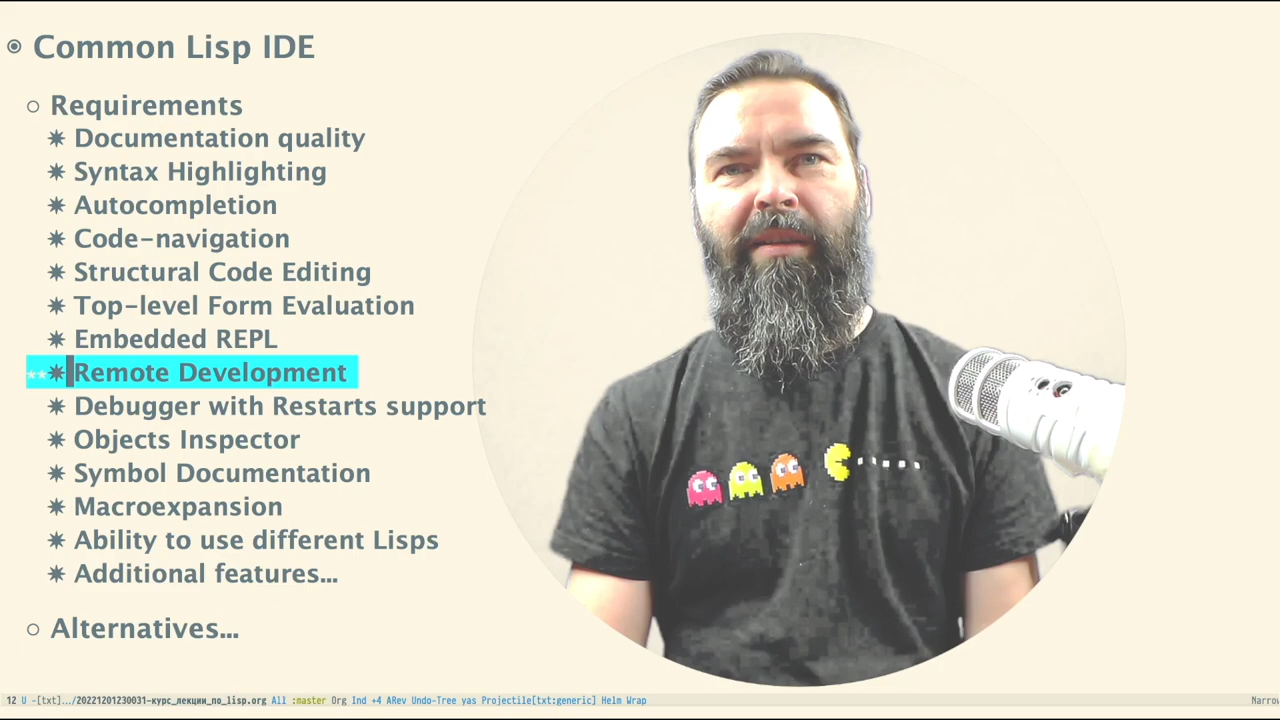 Common Lisp IDE
Requirements
Documentation quality
Syntax Highlighting
Autocompletion
Code-navigation
Structural Code Editing
Top-level Form Evaluation
Embedded REPL
** Remote Development
Debugger with Restarts support
Objects Inspector
Symbol Documentation
Macroexpansion
Ability to use different Lisps
Additional features...
Alternatives...
12 U -[txt]../20221201230031-курс_лекции_по_lisp.org All :master Org Ind +4 ARev Undo-Tree yas Projectile[txt:generic] Helm Wrap Narro